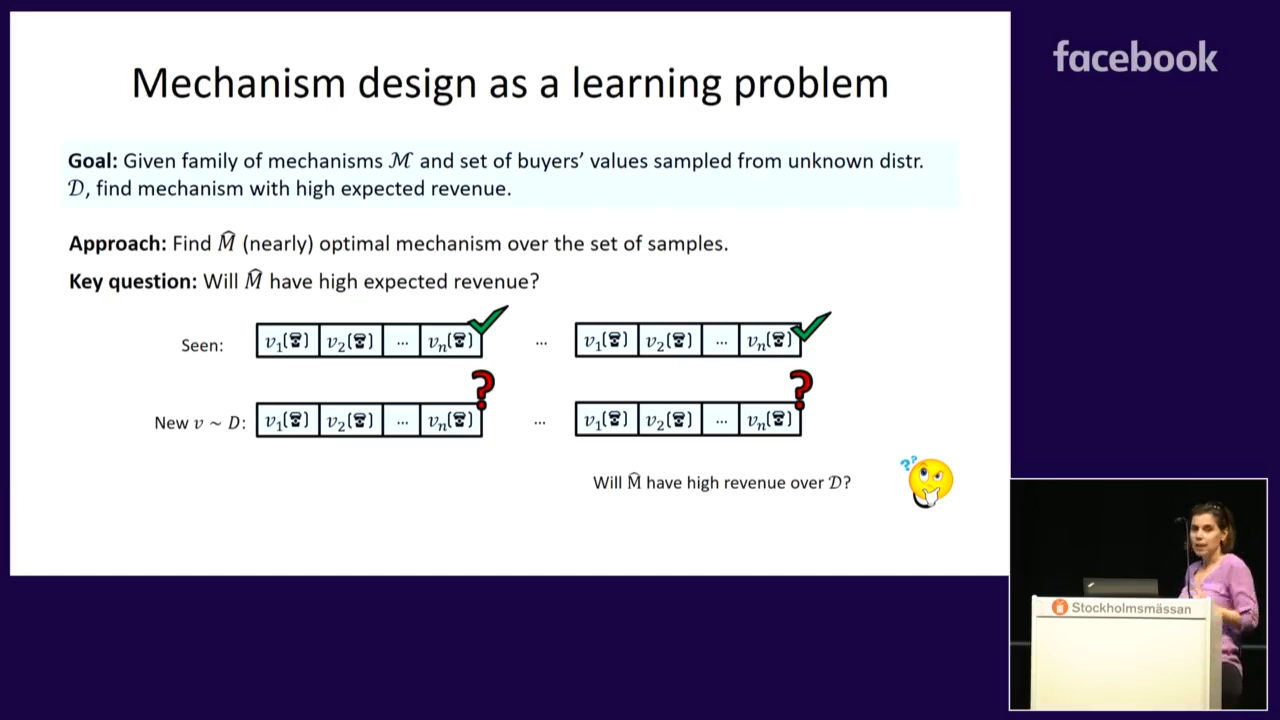 facebook
Mechanism design as a learning problem
Goal: Given family of mechanisms ℳ and set of buyers' values sampled from unknown distr.
𝒟, find mechanism with high expected revenue.
Approach: Find M̂ (nearly) optimal mechanism over the set of samples.
Key question: Will M̂ have high expected revenue?
Seen: v₁(☎) v₂(☎) ... vₙ(☎) ... v₁(☎) v₂(☎) ... vₙ(☎)
? ?
New v ~ D: v₁(☎) v₂(☎) ... vₙ(☎) ... v₁(☎) v₂(☎) ... vₙ(☎)
Will M̂ have high revenue over 𝒟?
??
Stockholmsmässan